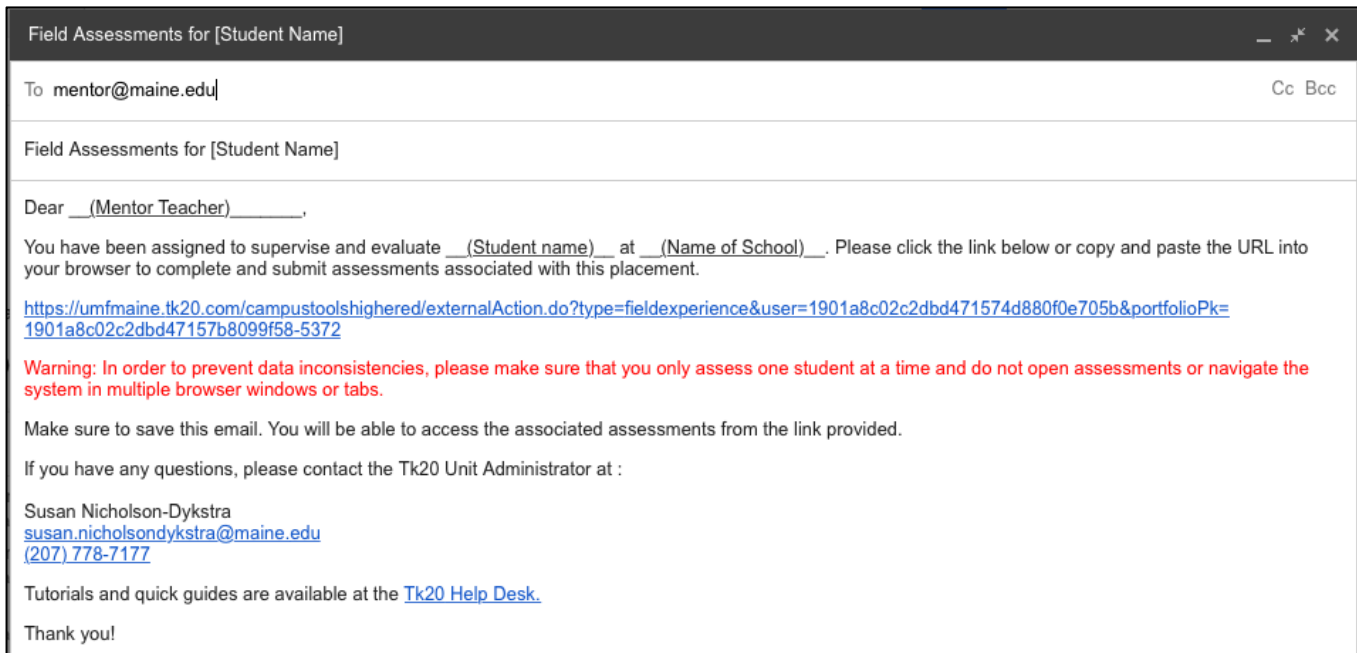 Field Assessments for [Student Name]
To mentor@maine.edu Cc Bcc
Field Assessments for [Student Name]
Dear __(Mentor Teacher)_______,
You have been assigned to supervise and evaluate __(Student name)__ at __(Name of School)__. Please click the link below or copy and paste the URL into
your browser to complete and submit assessments associated with this placement.
https://umfmaine.tk20.com/campustoolshighered/externalAction.do?type=fieldexperience&user=1901a8c02c2dbd471574d880f0e705b&portfolioPk=
1901a8c02c2dbd47157b8099f58-5372
Warning: In order to prevent data inconsistencies, please make sure that you only assess one student at a time and do not open assessments or navigate the
system in multiple browser windows or tabs.
Make sure to save this email. You will be able to access the associated assessments from the link provided.
If you have any questions, please contact the Tk20 Unit Administrator at :
Susan Nicholson-Dykstra
susan.nicholsondykstra@maine.edu
(207) 778-7177
Tutorials and quick guides are available at the Tk20 Help Desk.
Thank you!